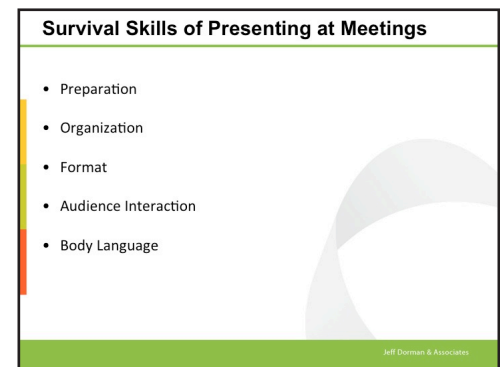 Survival Skills of Presenting at Meetings
• Preparation
• Organization
• Format
• Audience Interaction
• Body Language
Jeff Dorman & Associates